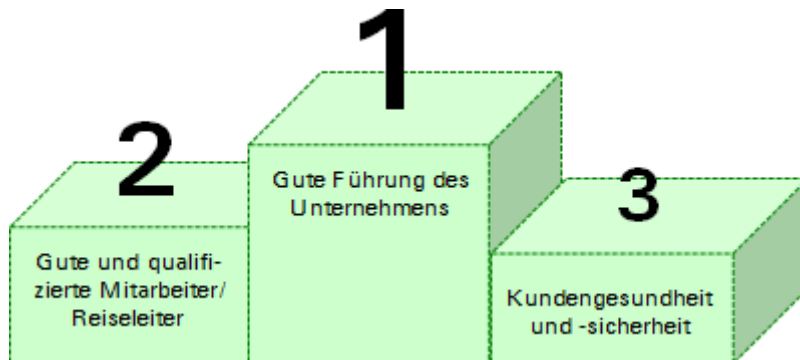 1
Gute Führung des
Unternehmens
2
Gute und qualifi-
zierte Mitarbeiter/
Reiseleiter
3
Kundengesundheit
und -sicherheit